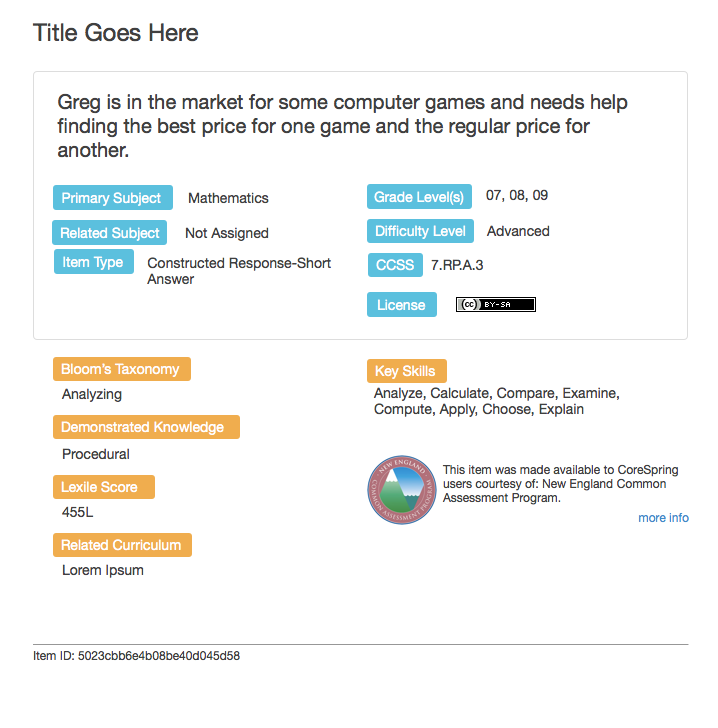 Title Goes Here
Greg is in the market for some computer games and needs help
finding the best price for one game and the regular price for
another.
Primary Subject Mathematics
Related Subject Not Assigned
Item Type Constructed Response-Short
Answer
Grade Level(s) 07, 08, 09
Difficulty Level Advanced
CCSS 7.RP.A.3
License (cc) BY-SA
Bloom's Taxonomy
Analyzing
Demonstrated Knowledge
Procedural
Lexile Score
455L
Related Curriculum
Lorem Ipsum
Key Skills
Analyze, Calculate, Compare, Examine,
Compute, Apply, Choose, Explain
NEW ENGLAND
COMMON ASSESSMENT PROGRAM
This item was made available to CoreSpring
users courtesy of: New England Common
Assessment Program.
more info
Item ID: 5023cbb6e4b08be40d045d58